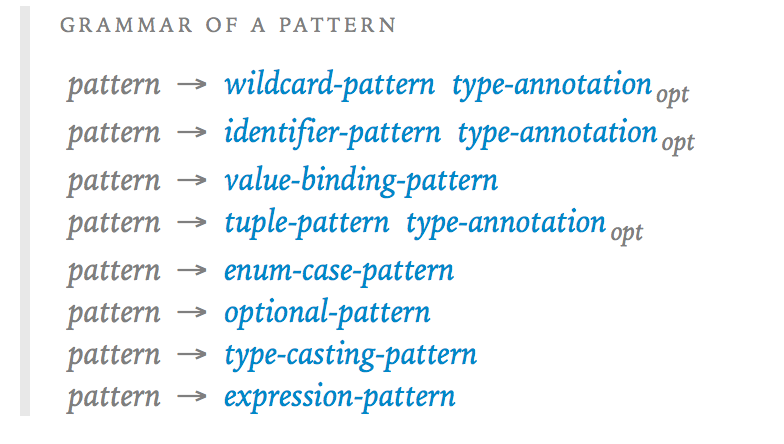 GRAMMAR OF A PATTERN
pattern → wildcard-pattern type-annotation opt
pattern → identifier-pattern type-annotation opt
pattern → value-binding-pattern
pattern → tuple-pattern type-annotation opt
pattern → enum-case-pattern
pattern → optional-pattern
pattern → type-casting-pattern
pattern → expression-pattern